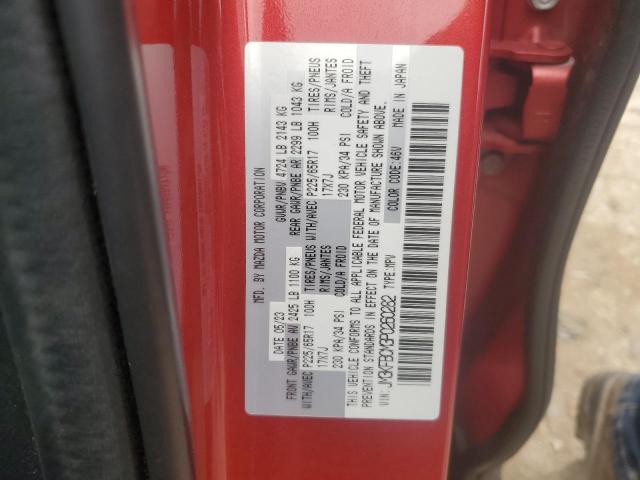 MFD. BY MAZDA MOTOR CORPORATION
DATE 05/23 GVWR/PNBV 4724 LB 2143 KG
FRONT GAWR/PNBE AV 2425 LB 1100 KG REAR GAWR/PNBE AR 2299 LB 1043 KG
WITH/AVEC P225/65R17 100H TIRES/PNEUS WITH/AVEC P225/65R17 100H TIRES/PNEUS
17X7J RIMS/JANTES 17X7J RIMS/JANTES
230 KPA/34 PSI COLD/A FROID 230 KPA/34 PSI COLD/A FROID
THIS VEHICLE CONFORMS TO ALL APPLICABLE FEDERAL MOTOR VEHICLE SAFETY AND THEFT
PREVENTION STANDARDS IN EFFECT ON THE DATE OF MANUFACTURE SHOWN ABOVE.
VIN: TYPE:MPV COLOR CODE:46V MADE IN JAPAN